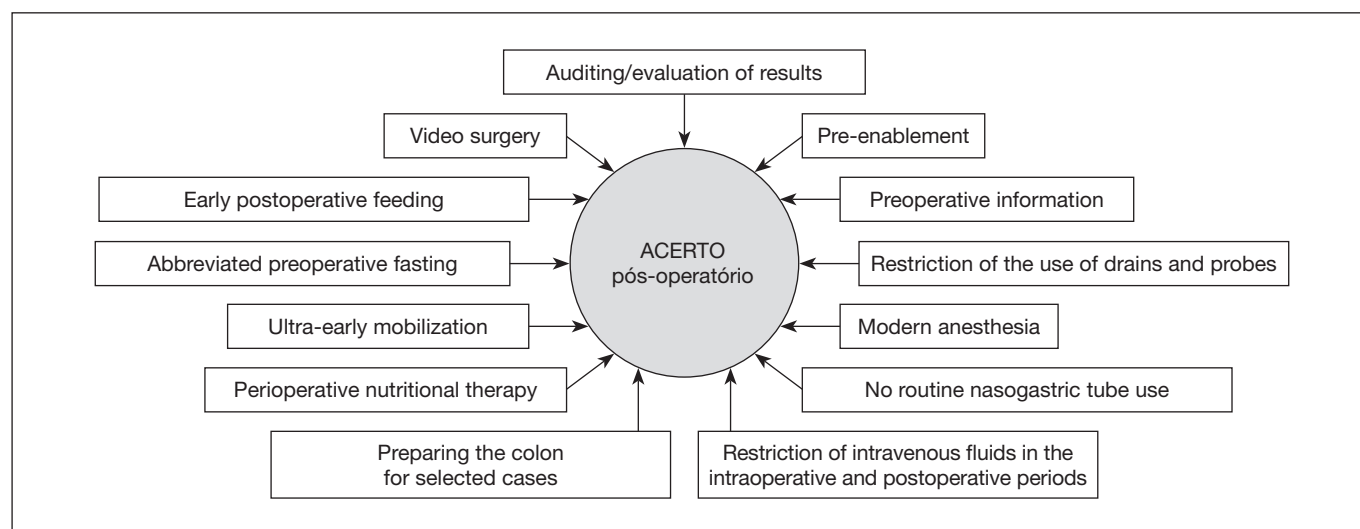 Auditing/evaluation of results
Video surgery
Pre-enablement
Early postoperative feeding
Preoperative information
Abbreviated preoperative fasting
ACERTO
pós-operatório
Restriction of the use of drains and probes
Ultra-early mobilization
Modern anesthesia
Perioperative nutritional therapy
No routine nasogastric tube use
Preparing the colon
for selected cases
Restriction of intravenous fluids in the
intraoperative and postoperative periods